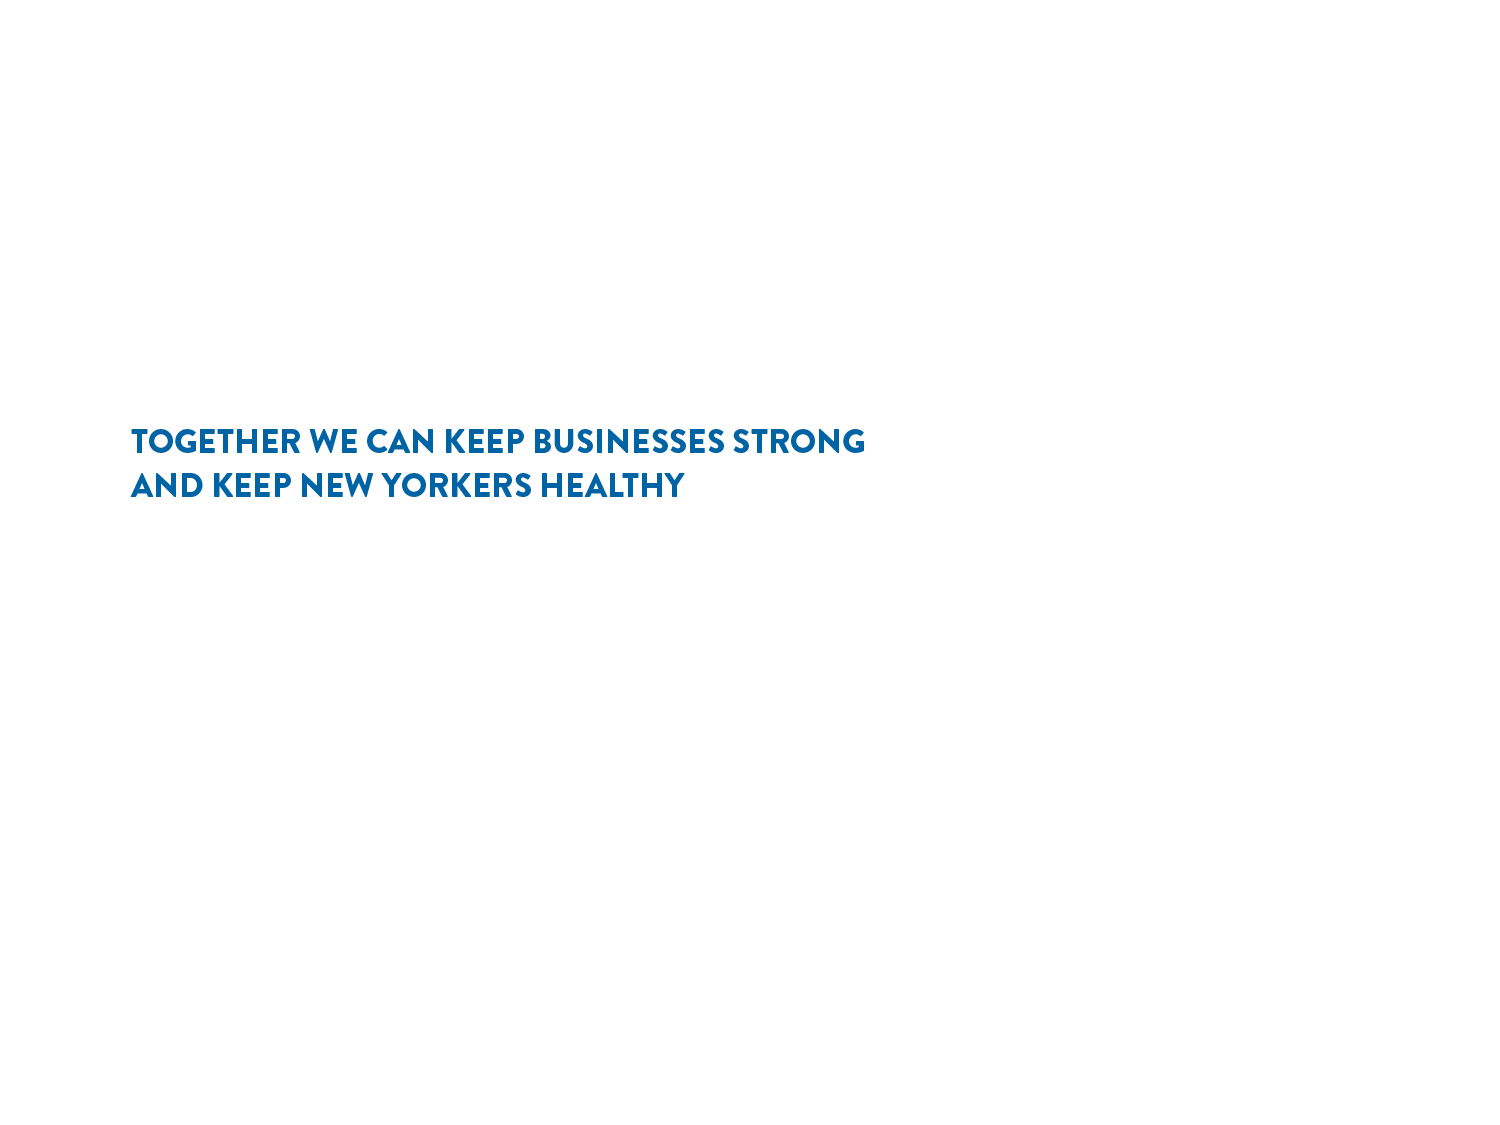 TOGETHER WE CAN KEEP BUSINESSES STRONG
AND KEEP NEW YORKERS HEALTHY